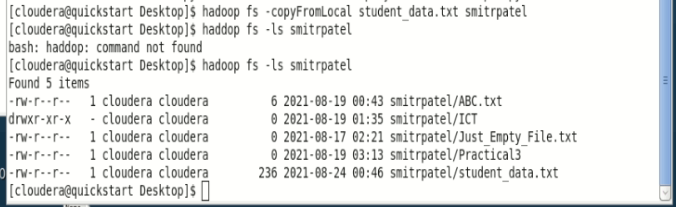 [cloudera@quickstart Desktop]$ hadoop fs -copyFromLocal student_data.txt smitrpatel
[cloudera@quickstart Desktop]$ haddop fs -ls smitrpatel
bash: haddop: command not found
[cloudera@quickstart Desktop]$ hadoop fs -ls smitrpatel
Found 5 items
-rw-r--r-- 1 cloudera cloudera 6 2021-08-19 00:43 smitrpatel/ABC.txt
drwxr-xr-x - cloudera cloudera 0 2021-08-19 01:35 smitrpatel/ICT
-rw-r--r-- 1 cloudera cloudera 0 2021-08-17 02:21 smitrpatel/Just_Empty_File.txt
-rw-r--r-- 1 cloudera cloudera 0 2021-08-19 03:13 smitrpatel/Practical3
-rw-r--r-- 1 cloudera cloudera 236 2021-08-24 00:46 smitrpatel/student_data.txt
[cloudera@quickstart Desktop]$